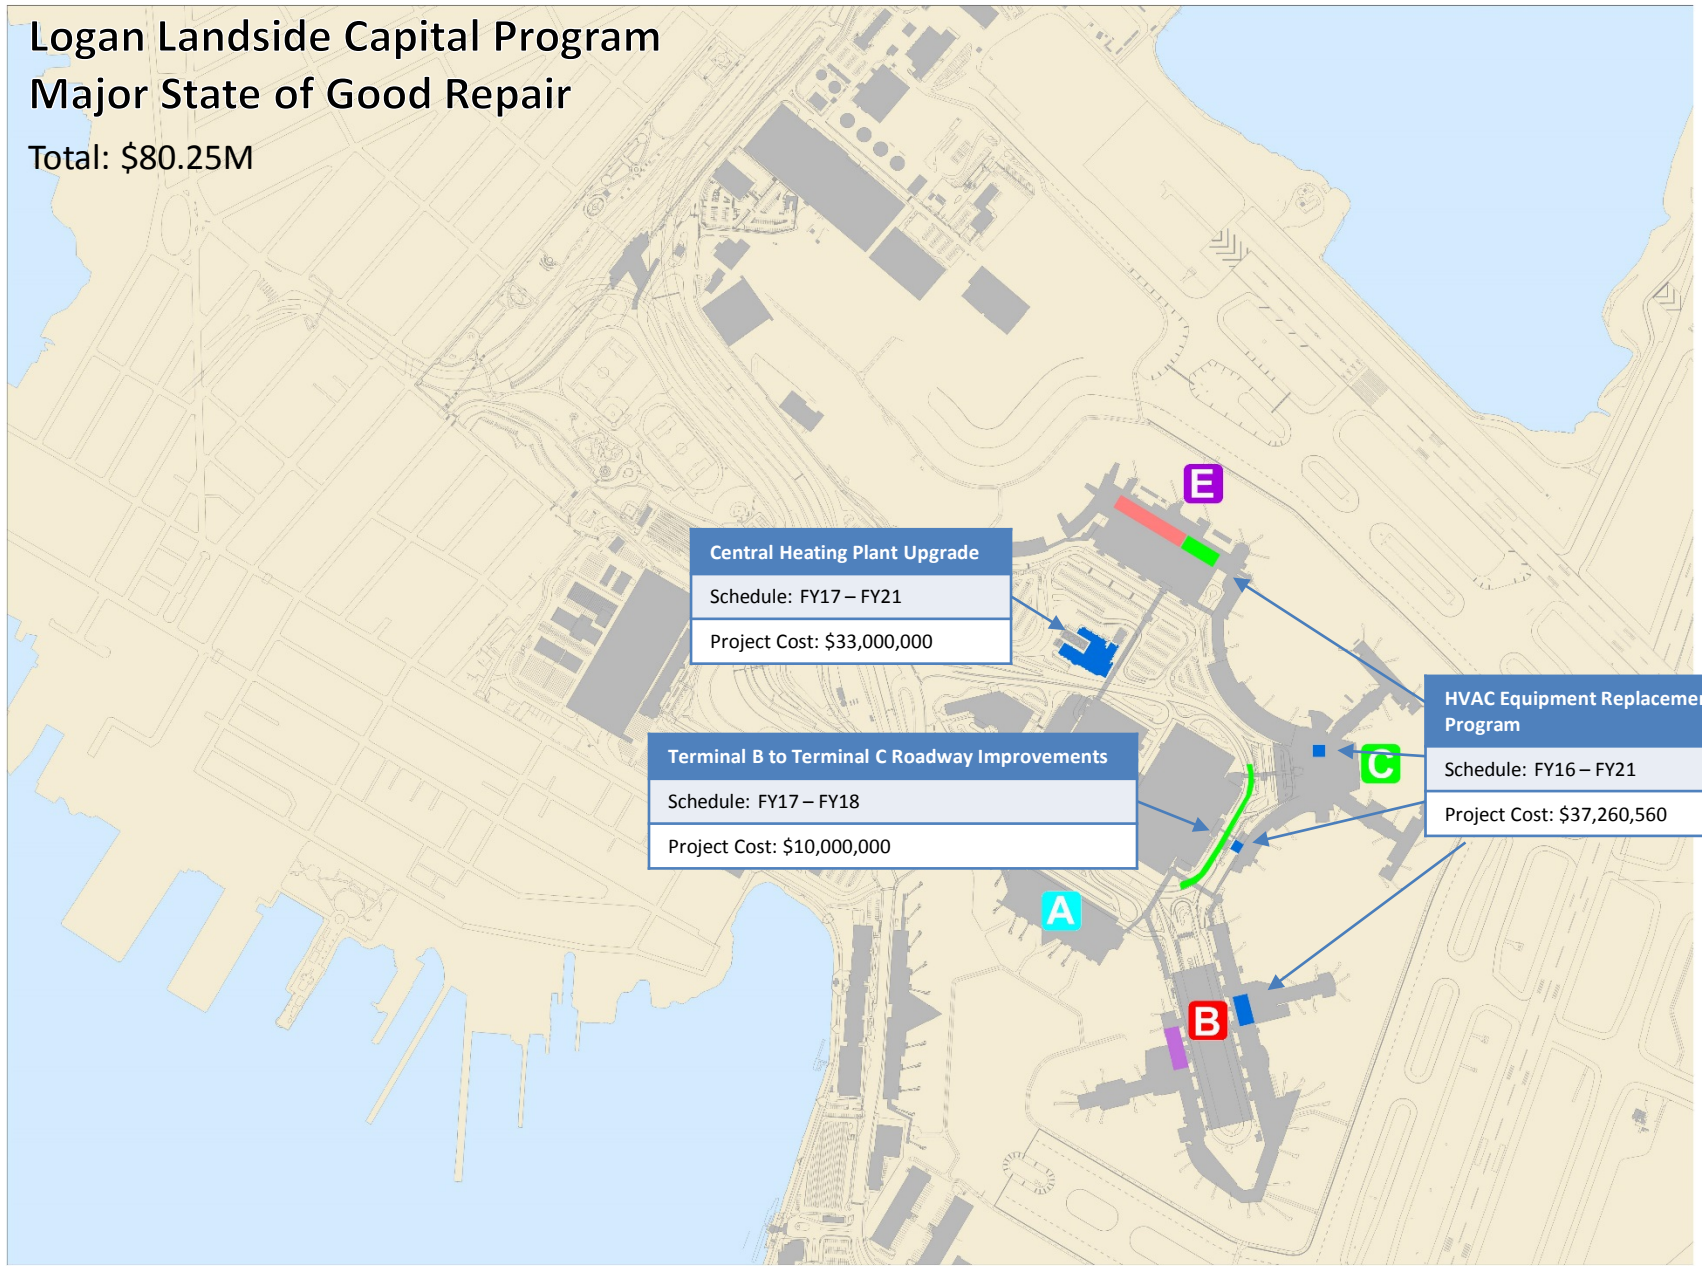 Logan Landside Capital Program
Major State of Good Repair
Total: $80.25M
E
Central Heating Plant Upgrade
Schedule: FY17 – FY21
Project Cost: $33,000,000
HVAC Equipment
Program
Schedule: FY16 – FY21
Project Cost: $37,260,560
C
Terminal B to Terminal C Roadway Improvements
Schedule: FY17 – FY18
Project Cost: $10,000,000
A
B